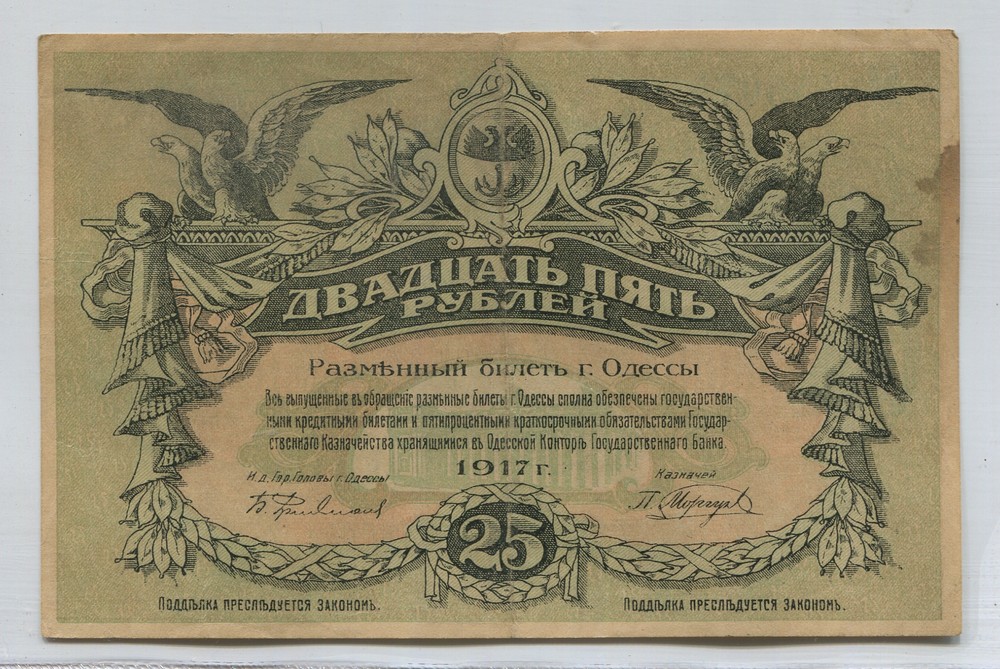 ДВАДЦАТЬ ПЯТЬ
РУБЛЕЙ
Размѣнный билетъ г. Одессы
Всѣ выпущенные въ обращенiе размѣнные билеты г. Одессы сполна обезпечены государствен-
ными кредитными билетами и пятипроцентными краткосрочными обязательствами Государ-
ственнаго Казначейства хранящимися въ Одесской Конторѣ Государственнаго Банка.
1917 г.
И. д. Гор. Головы г. Одессы
Казначей
25
ПОДДѢЛКА ПРЕСЛѢДУЕТСЯ ЗАКОНОМЪ.
ПОДДѢЛКА ПРЕСЛѢДУЕТСЯ ЗАКОНОМЪ.